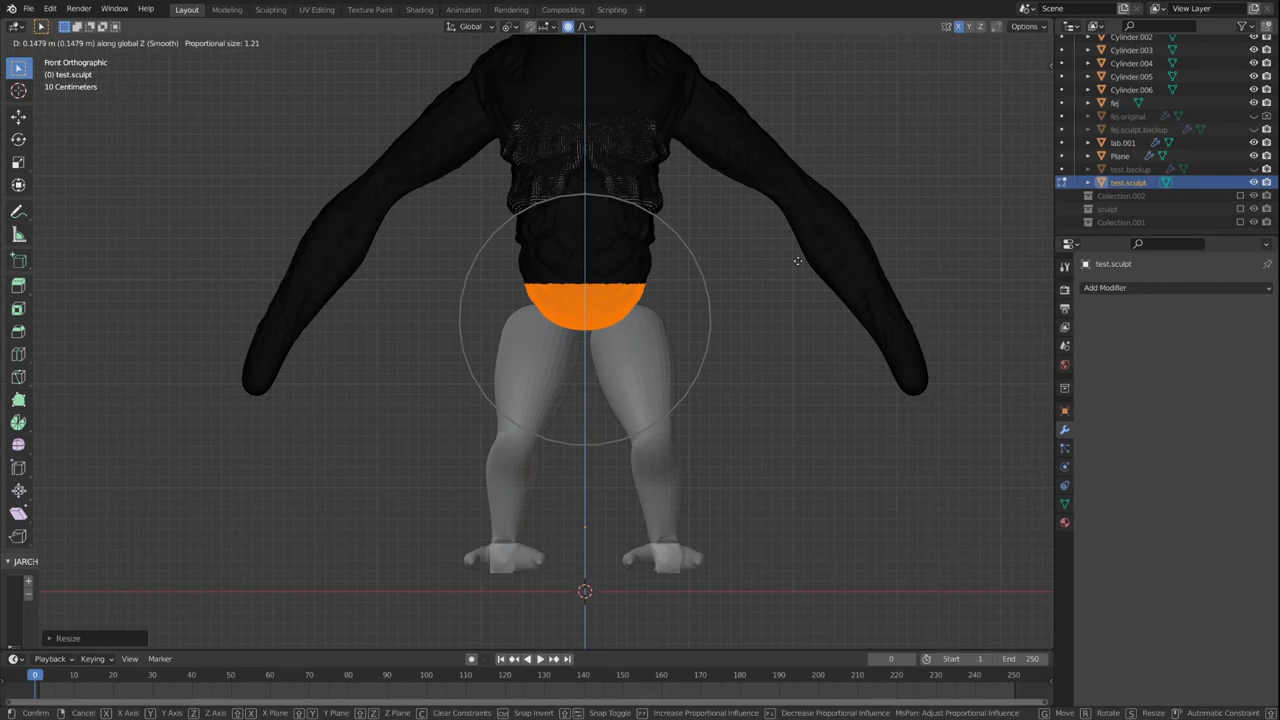 File Edit Render Window Help Layout Modeling Sculpting UV Editing Texture Paint Shading Animation Rendering Compositing Scripting + Scene View Layer
Global X Y Z Options
D: 0.1479 m (0.1479 m) along global Z (Smooth) Proportional size: 1.21
Front Orthographic
(0) test.sculpt
10 Centimeters
Cylinder.002
Cylinder.003
Cylinder.004
Cylinder.005
Cylinder.006
fej
fej.original
fej.sculpt.backup
lab.001
Plane
test.backup
test.sculpt
Collection.002
sculpt
Collection.001
test.sculpt
Add Modifier
JARCH
Resize
Playback Keying View Marker 0 Start 1 End 250
0 10 20 30 40 50 60 70 80 90 100 110 120 130 140 150 160 170 180 190 200 210 220 230 240 250
Confirm Cancel X X Axis Y Y Axis Z Z Axis X X Plane Y Y Plane Z Z Plane C Clear Constraints Snap Invert Snap Toggle Increase Proportional Influence Decrease Proportional Influence MsPan: Adjust Proportional Influence G Move R Rotate S Resize Automatic Constraint